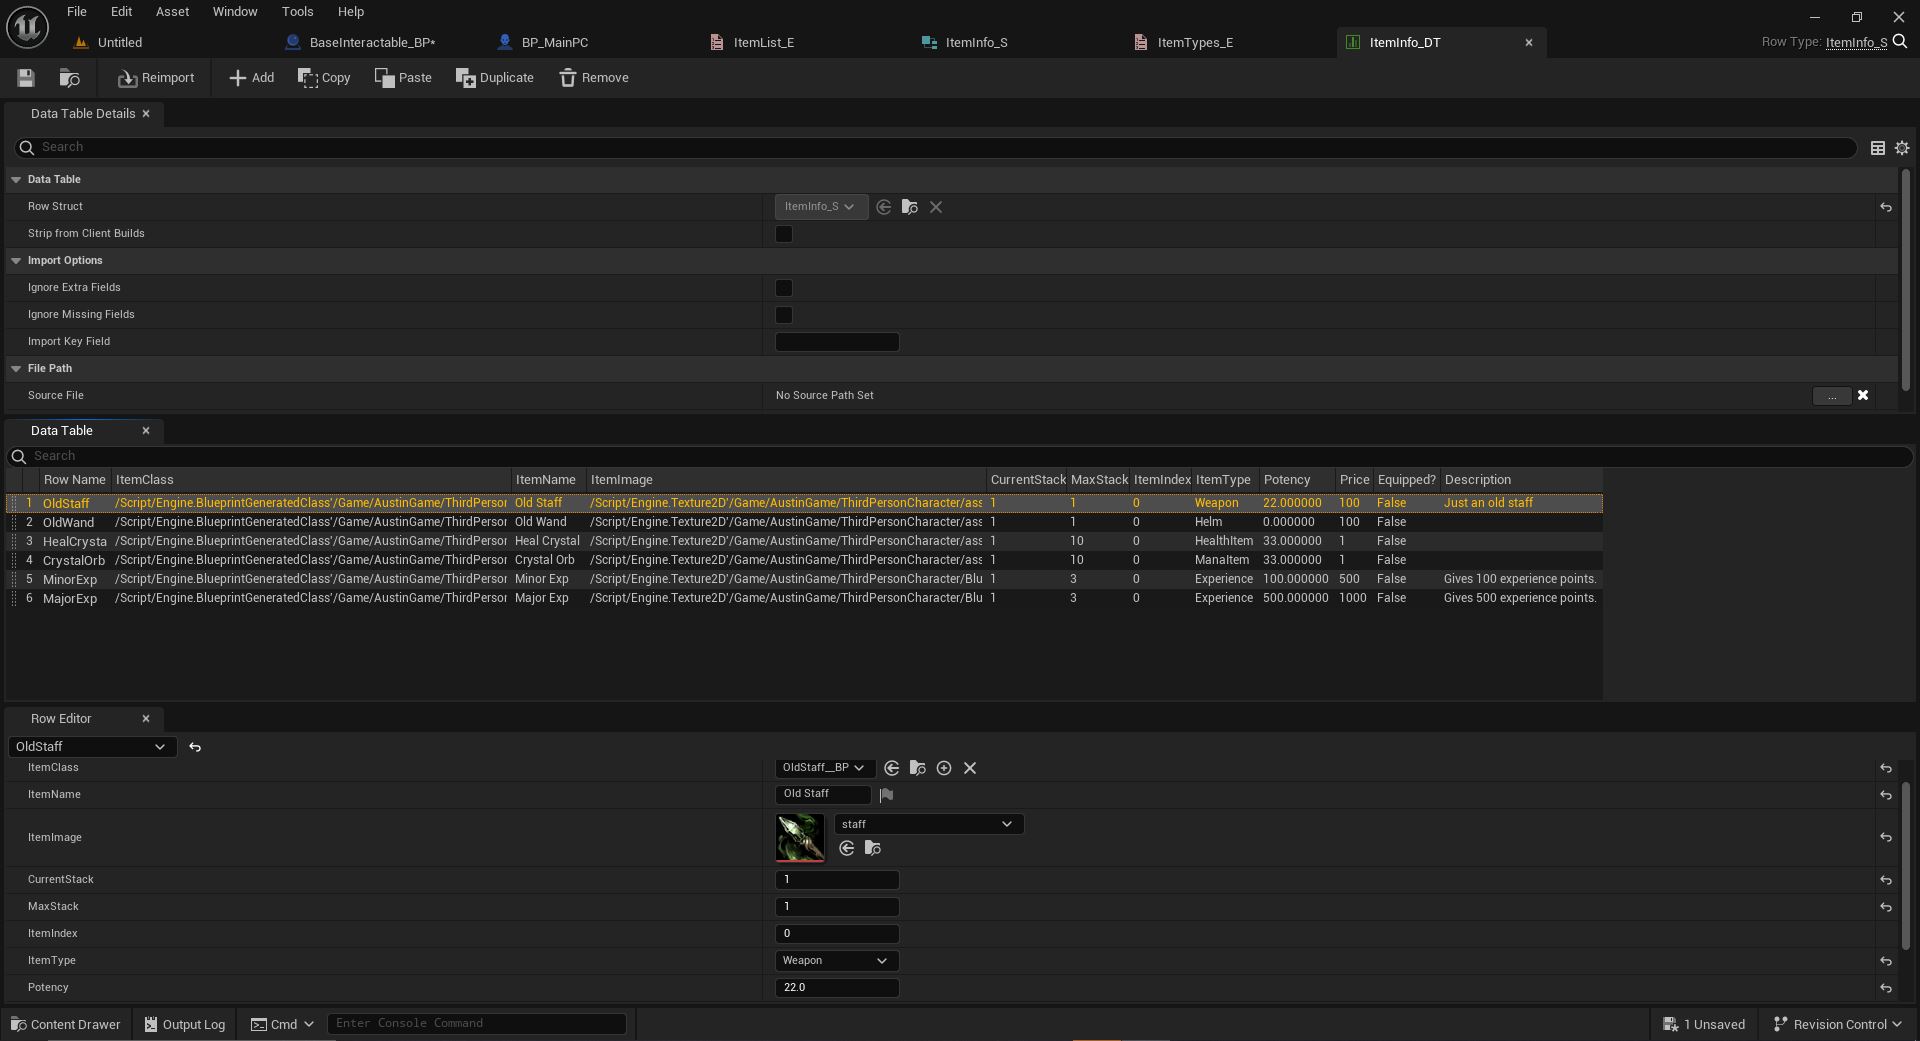 File Edit Asset Window Tools Help
Untitled BaseInteractable_BP* BP_MainPC ItemList_E ItemInfo_S ItemTypes_E ItemInfo_DT Row Type: ItemInfo_S
Reimport Add Copy Paste Duplicate Remove
Data Table Details
Search
Data Table
Row Struct ItemInfo_S
Strip from Client Builds
Import Options
Ignore Extra Fields
Ignore Missing Fields
Import Key Field
File Path
Source File No Source Path Set ...
Data Table
Search
Row Name ItemClass ItemName ItemImage CurrentStack MaxStack ItemIndex ItemType Potency Price Equipped? Description
1 OldStaff /Script/Engine.BlueprintGeneratedClass'/Game/AustinGame/ThirdPerson Old Staff /Script/Engine.Texture2D'/Game/AustinGame/ThirdPersonCharacter/ass 1 1 0 Weapon 22.000000 100 False Just an old staff
2 OldWand /Script/Engine.BlueprintGeneratedClass'/Game/AustinGame/ThirdPerson Old Wand /Script/Engine.Texture2D'/Game/AustinGame/ThirdPersonCharacter/ass 1 1 0 Helm 0.000000 100 False
3 HealCrysta /Script/Engine.BlueprintGeneratedClass'/Game/AustinGame/ThirdPerson Heal Crystal /Script/Engine.Texture2D'/Game/AustinGame/ThirdPersonCharacter/ass 1 10 0 HealthItem 33.000000 1 False
4 CrystalOrb /Script/Engine.BlueprintGeneratedClass'/Game/AustinGame/ThirdPerson Crystal Orb /Script/Engine.Texture2D'/Game/AustinGame/ThirdPersonCharacter/ass 1 10 0 ManaItem 33.000000 1 False
5 MinorExp /Script/Engine.BlueprintGeneratedClass'/Game/AustinGame/ThirdPerson Minor Exp /Script/Engine.Texture2D'/Game/AustinGame/ThirdPersonCharacter/Blu 1 3 0 Experience 100.000000 500 False Gives 100 experience points.
6 MajorExp /Script/Engine.BlueprintGeneratedClass'/Game/AustinGame/ThirdPerson Major Exp /Script/Engine.Texture2D'/Game/AustinGame/ThirdPersonCharacter/Blu 1 3 0 Experience 500.000000 1000 False Gives 500 experience points.
Row Editor
OldStaff
ItemClass OldStaff__BP
ItemName Old Staff
ItemImage staff
CurrentStack 1
MaxStack 1
ItemIndex 0
ItemType Weapon
Potency 22.0
Content Drawer Output Log Cmd Enter Console Command 1 Unsaved Revision Control